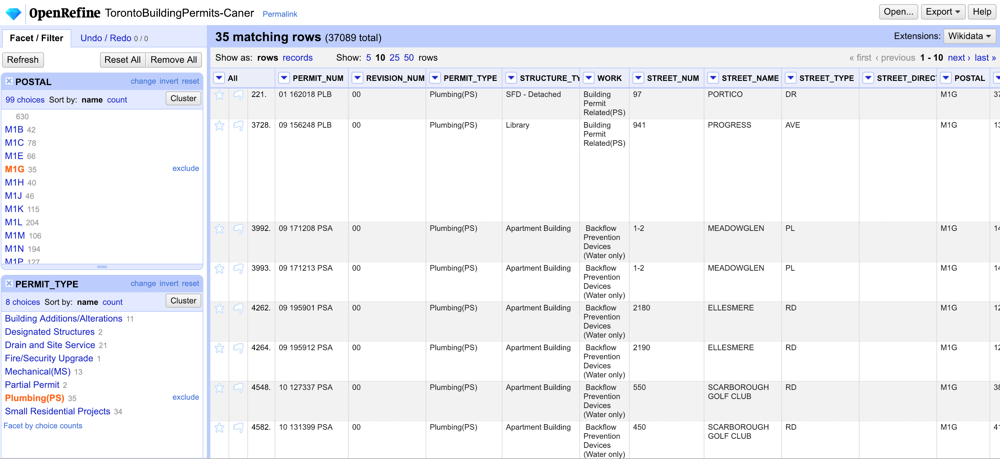 OpenRefine TorontoBuildingPermits-Caner Permalink
Open... Export Help
Facet / Filter Undo / Redo 0 / 0
Refresh Reset All Remove All
POSTAL change invert reset
99 choices Sort by: name count Cluster
630
M1B 42
M1C 78
M1E 66
M1G 35 exclude
M1H 40
M1J 46
M1K 115
M1L 204
M1M 106
M1N 194
M1P 127
PERMIT_TYPE change invert reset
8 choices Sort by: name count Cluster
Building Additions/Alterations 11
Designated Structures 2
Drain and Site Service 21
Fire/Security Upgrade 1
Mechanical(MS) 13
Partial Permit 2
Plumbing(PS) 35 exclude
Small Residential Projects 34
Facet by choice counts
35 matching rows (37089 total)
Extensions: Wikidata
Show as: rows records Show: 5 10 25 50 rows
« first ‹ previous 1 - 10 next › last »
All PERMIT_NUM REVISION_NUM PERMIT_TYPE STRUCTURE_TY WORK STREET_NUM STREET_NAME STREET_TYPE STREET_DIREC POSTAL
221. 01 162018 PLB 00 Plumbing(PS) SFD - Detached Building 97 PORTICO DR M1G 37
Permit
Related(PS)
3728. 09 156248 PLB 00 Plumbing(PS) Library Building 941 PROGRESS AVE M1G 13
Permit
Related(PS)
3992. 09 171208 PSA 00 Plumbing(PS) Apartment Building Backflow 1-2 MEADOWGLEN PL M1G 14
Prevention
Devices
(Water only)
3993. 09 171213 PSA 00 Plumbing(PS) Apartment Building Backflow 1-2 MEADOWGLEN PL M1G 14
Prevention
Devices
(Water only)
4262. 09 195901 PSA 00 Plumbing(PS) Apartment Building Backflow 2180 ELLESMERE RD M1G 12
Prevention
Devices
(Water only)
4264. 09 195912 PSA 00 Plumbing(PS) Apartment Building Backflow 2190 ELLESMERE RD M1G 12
Prevention
Devices
(Water only)
4548. 10 127337 PSA 00 Plumbing(PS) Apartment Building Backflow 550 SCARBOROUGH RD M1G 38
Prevention GOLF CLUB
Devices
(Water only)
4582. 10 131399 PSA 00 Plumbing(PS) Apartment Building Backflow 450 SCARBOROUGH RD M1G 41
Prevention GOLF CLUB
Devices
(Water only)